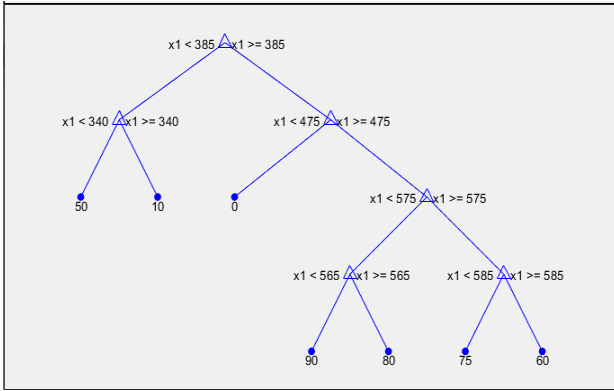 x1 < 385 x1 >= 385
x1 < 340 x1 >= 340 x1 < 475 x1 >= 475
50 10 0 x1 < 575 x1 >= 575
x1 < 565 x1 >= 565 x1 < 585 x1 >= 585
90 80 75 60